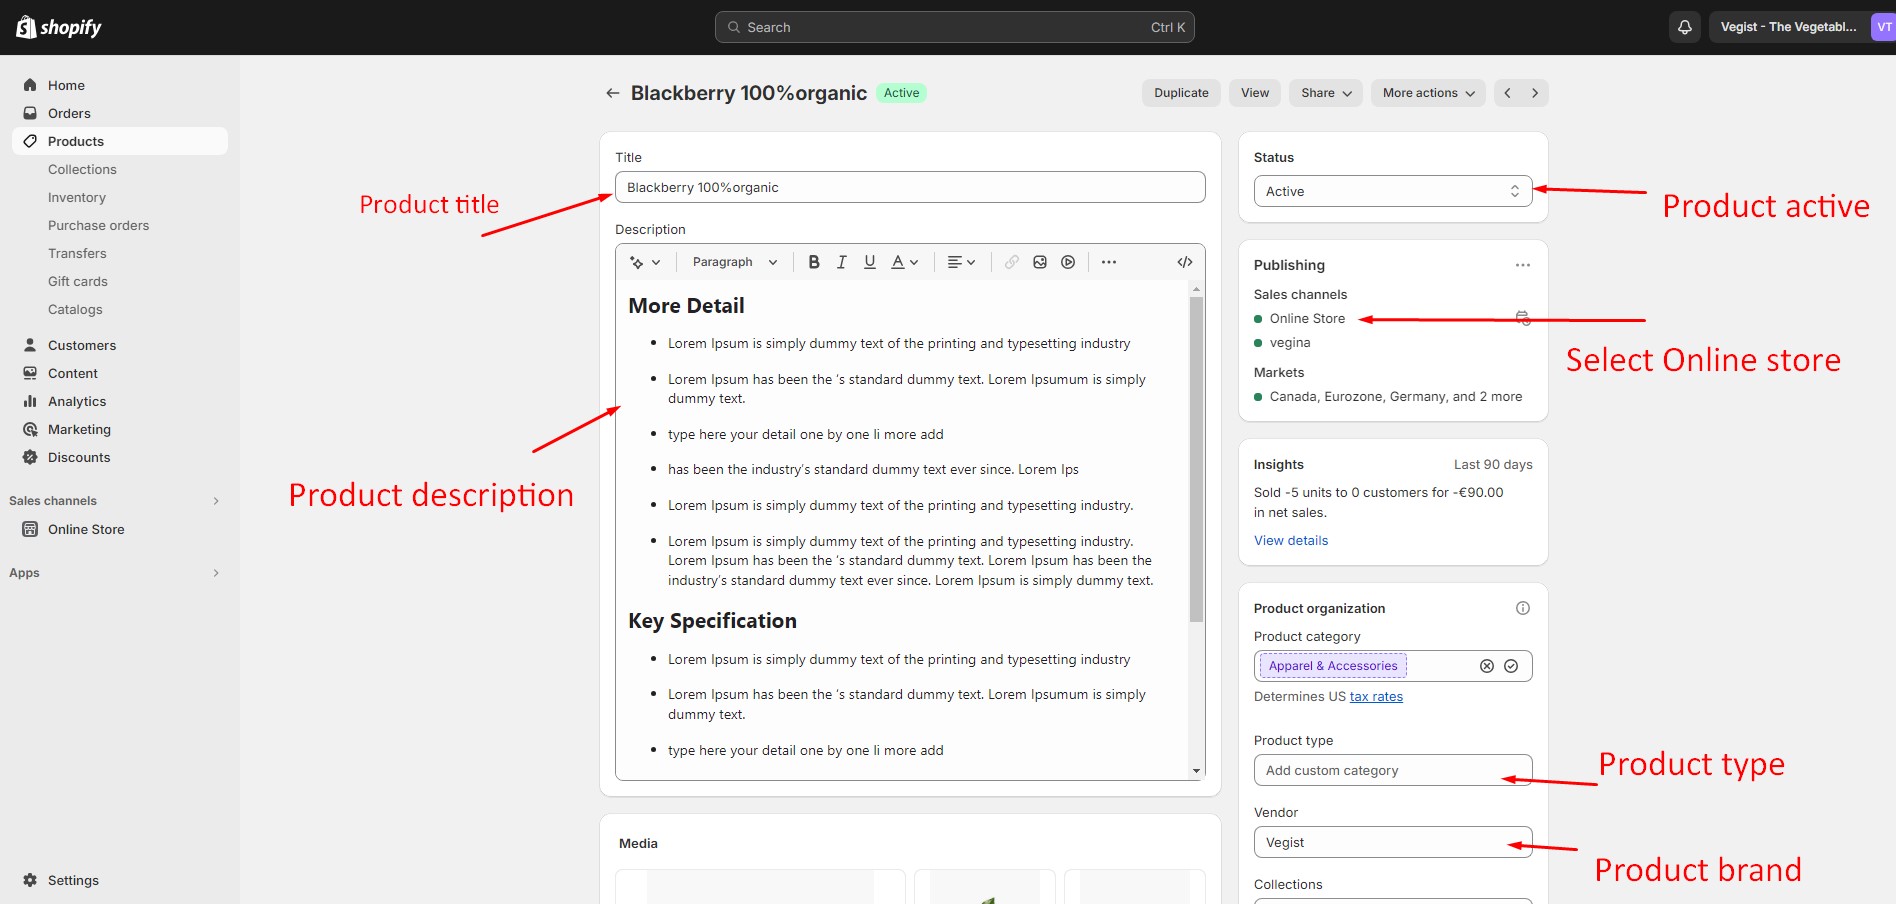 shopify
Search
Ctrl K
Vegist - The Vegetabl...
VT
Home
Orders
Products
Collections
Inventory
Purchase orders
Transfers
Gift cards
Catalogs
Customers
Content
Analytics
Marketing
Discounts
Sales channels
Online Store
Apps
Settings
Blackberry 100%organic
Active
Duplicate
View
Share
More actions
Title
Blackberry 100%organic
Product title
Description
Paragraph
B I U A
More Detail
• Lorem Ipsum is simply dummy text of the printing and typesetting industry
• Lorem Ipsum has been the 's standard dummy text. Lorem Ipsumum is simply
dummy text.
• type here your detail one by one li more add
• has been the industry's standard dummy text ever since. Lorem Ips
• Lorem Ipsum is simply dummy text of the printing and typesetting industry.
• Lorem Ipsum is simply dummy text of the printing and typesetting industry.
Lorem Ipsum has been the 's standard dummy text. Lorem Ipsum has been the
industry's standard dummy text ever since. Lorem Ipsum is simply dummy text.
Product description
Key Specification
• Lorem Ipsum is simply dummy text of the printing and typesetting industry
• Lorem Ipsum has been the 's standard dummy text. Lorem Ipsumum is simply
dummy text.
• type here your detail one by one li more add
Media
Status
Active
Product active
Publishing
Sales channels
Online Store
vegina
Select Online store
Markets
Canada, Eurozone, Germany, and 2 more
Insights
Last 90 days
Sold -5 units to 0 customers for -€90.00
in net sales.
View details
Product organization
Product category
Apparel & Accessories
Determines US tax rates
Product type
Add custom category
Product type
Vendor
Vegist
Product brand
Collections